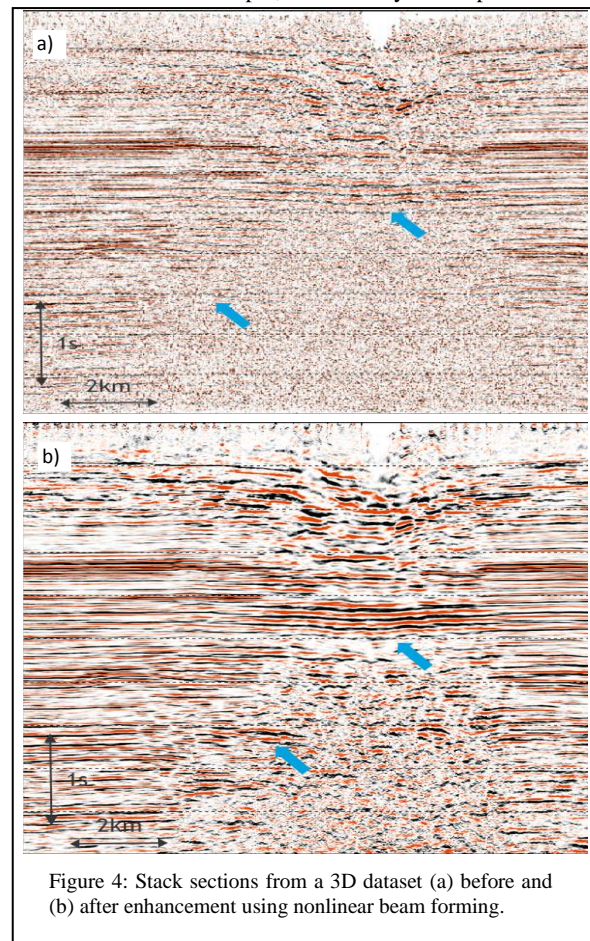 a)
1s
2km
b)
1s
2km
Figure 4: Stack sections from a 3D dataset (a) before and
(b) after enhancement using nonlinear beam forming.